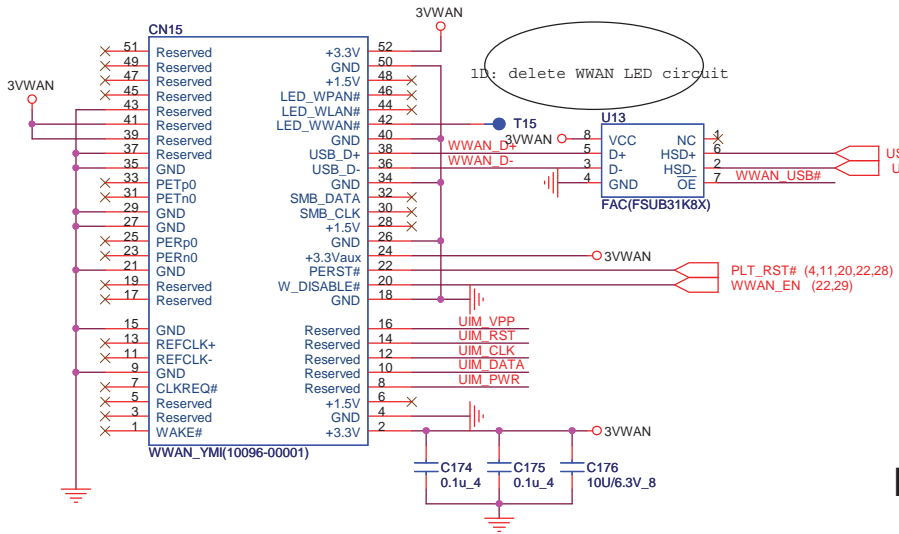 3VWAN
1D: delete WWAN LED circuit
CN15
51 Reserved +3.3V 52
49 Reserved GND 50
47 Reserved +1.5V 48
45 Reserved LED_WPAN# 46
43 Reserved LED_WLAN# 44
41 Reserved LED_WWAN# 42 T15
39 Reserved GND 40
37 Reserved USB_D+ 38 WWAN_D+
35 GND USB_D- 36 WWAN_D-
33 PETp0 GND 34
31 PETn0 SMB_DATA 32
29 GND SMB_CLK 30
27 GND +1.5V 28
25 PERp0 GND 26
23 PERn0 +3.3Vaux 24 3VWAN
21 GND PERST# 22 PLT_RST# (4,11,20,22,28)
19 Reserved W_DISABLE# 20 WWAN_EN (22,29)
17 Reserved GND 18
15 GND Reserved 16 UIM_VPP
13 REFCLK+ Reserved 14 UIM_RST
11 REFCLK- Reserved 12 UIM_CLK
9 GND Reserved 10 UIM_DATA
7 CLKREQ# Reserved 8 UIM_PWR
5 Reserved +1.5V 6
3 Reserved GND 4
1 WAKE# +3.3V 2 3VWAN
WWAN_YMI(10096-00001)
3VWAN
U13
3VWAN 8 VCC NC 1
5 D+ HSD+ 6 US
3 D- HSD- 2 U
4 GND OE 7 WWAN_USB#
FAC(FSUB31K8X)
C174
0.1u_4
C175
0.1u_4
C176
10U/6.3V_8